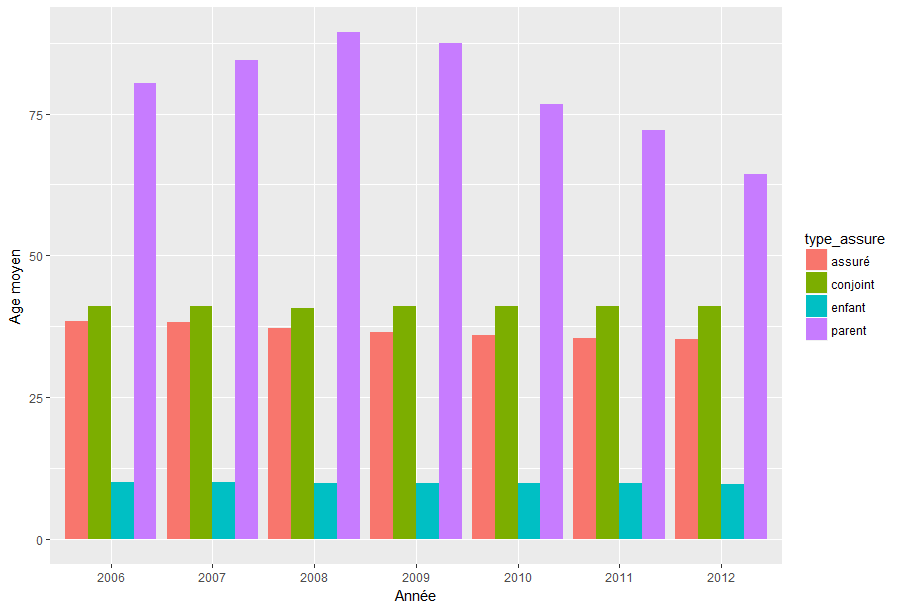 Age moyen
75
50
25
0
2006 2007 2008 2009 2010 2011 2012
Année
type_assure
assuré
conjoint
enfant
parent